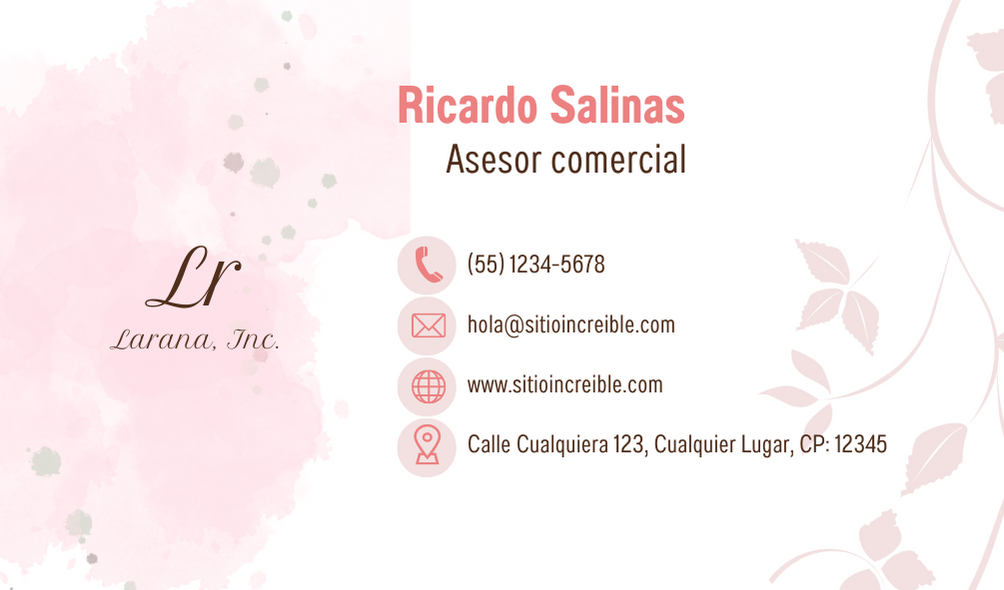 Ricardo Salinas
Asesor comercial
Lr
Larana, Inc.
(55) 1234-5678
hola@sitioincreible.com
www.sitioincreible.com
Calle Cualquiera 123, Cualquier Lugar, CP: 12345